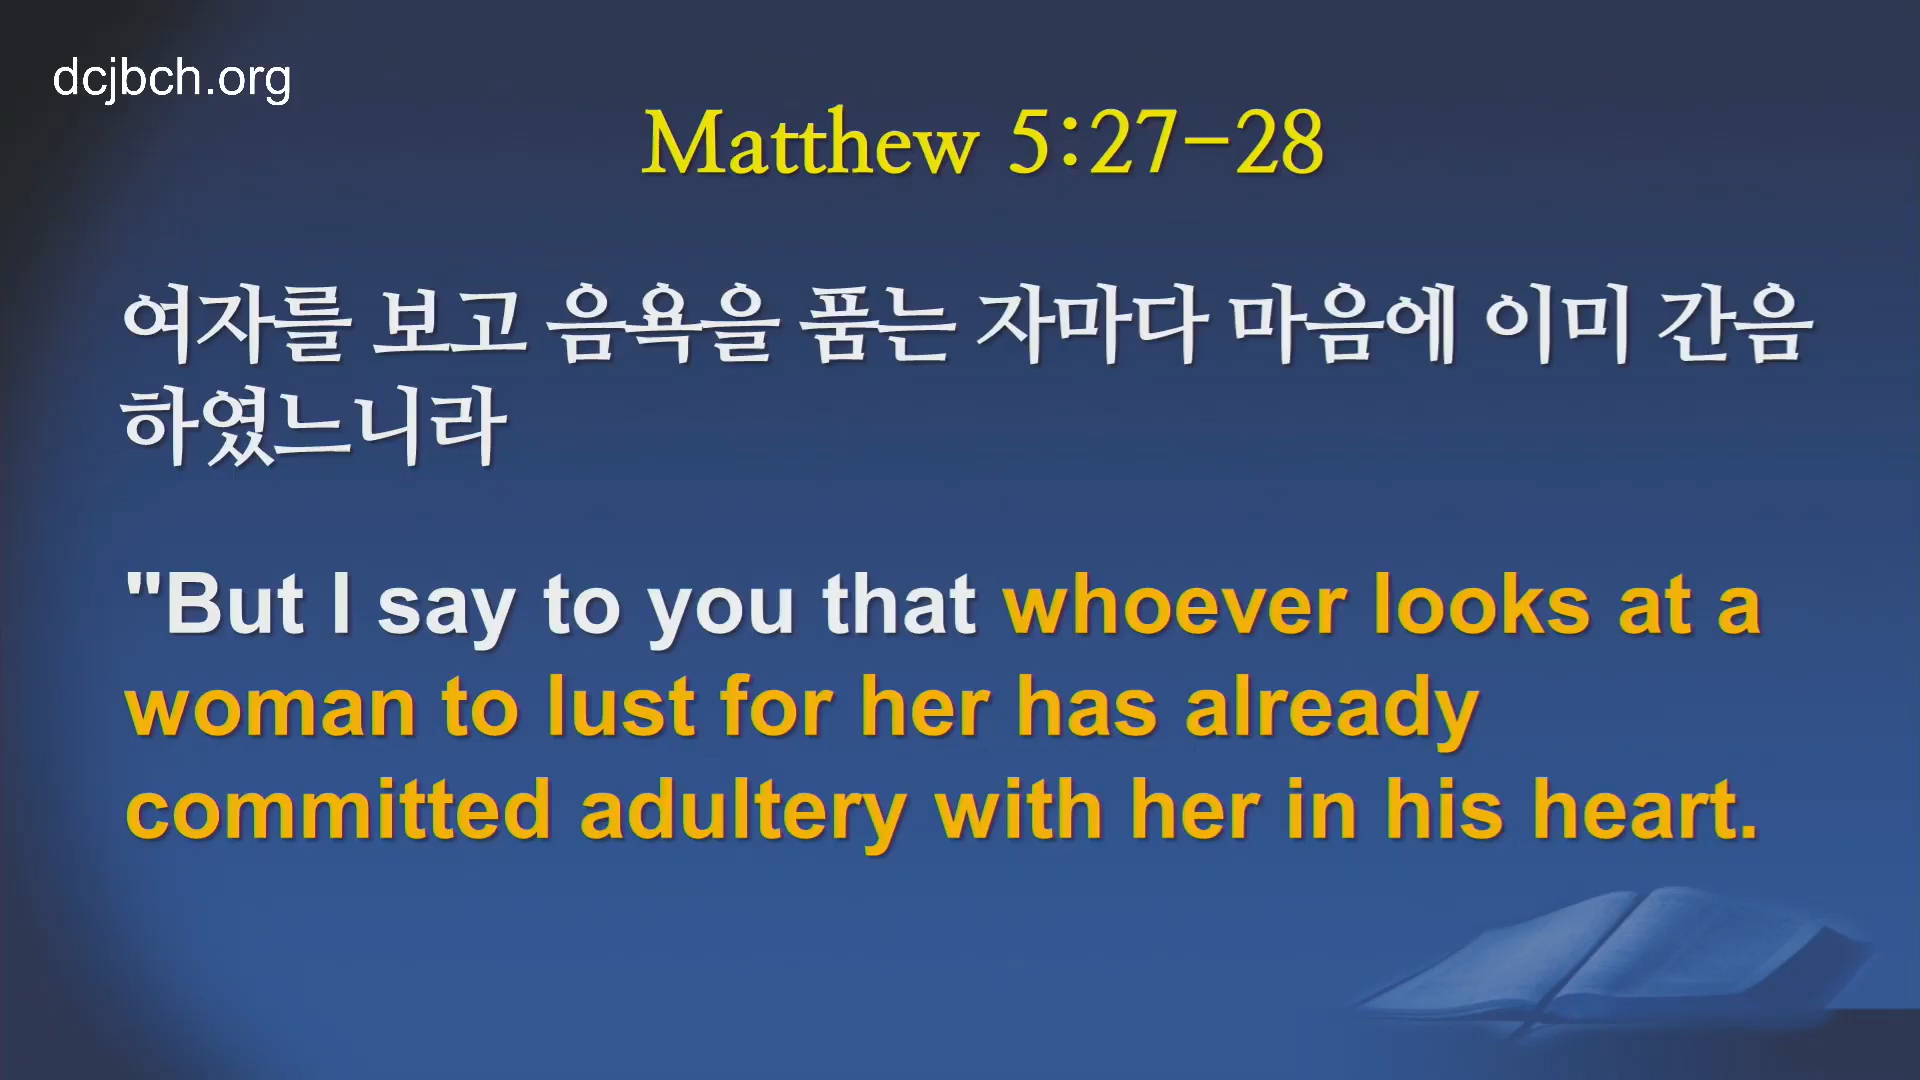 dcjbch.org
Matthew 5:27-28
여자를 보고 음욕을 품는 자마다 마음에 이미 간음
하였느니라
"But I say to you that whoever looks at a
woman to lust for her has already
committed adultery with her in his heart.